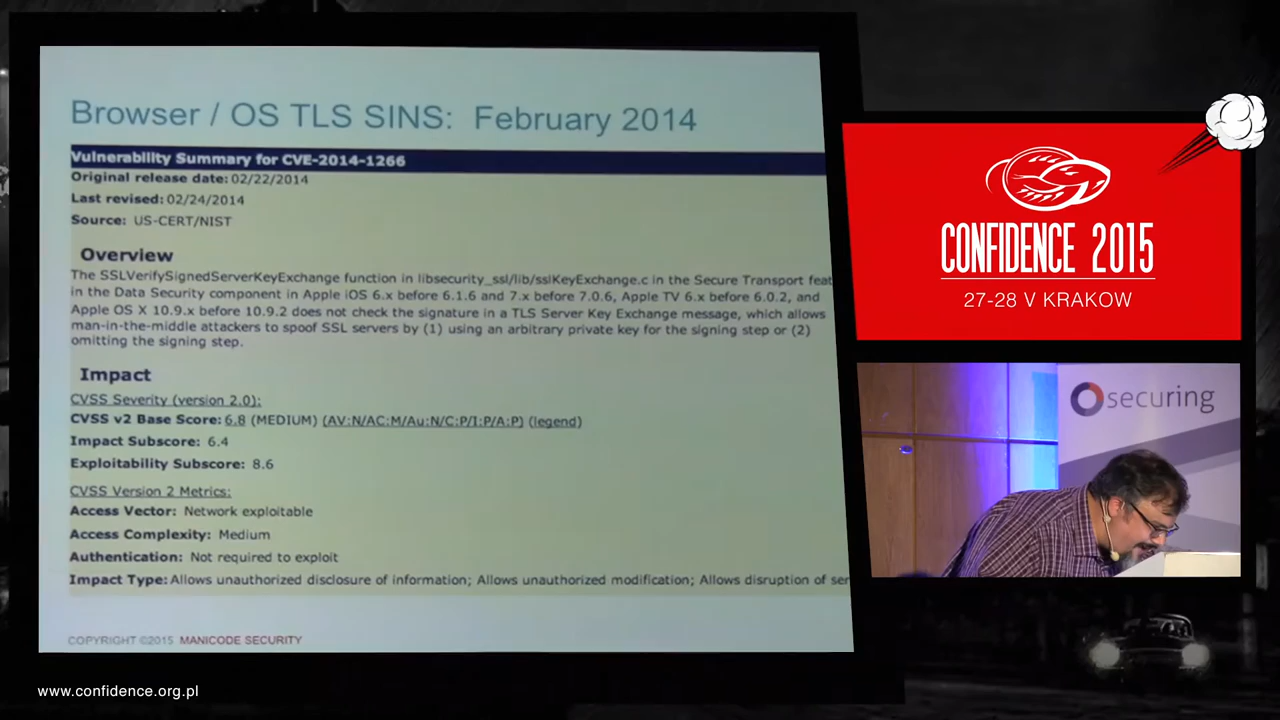 Browser / OS TLS SINS: February 2014
Vulnerability Summary for CVE-2014-1266
Original release date: 02/22/2014
Last revised: 02/24/2014
Source: US-CERT/NIST
Overview
The SSLVerifySignedServerKeyExchange function in libsecurity_ssl/lib/sslKeyExchange.c in the Secure Transport feat
in the Data Security component in Apple iOS 6.x before 6.1.6 and 7.x before 7.0.6, Apple TV 6.x before 6.0.2, and
Apple OS X 10.9.x before 10.9.2 does not check the signature in a TLS Server Key Exchange message, which allows
man-in-the-middle attackers to spoof SSL servers by (1) using an arbitrary private key for the signing step or (2)
omitting the signing step.
Impact
CVSS Severity (version 2.0):
CVSS v2 Base Score: 6.8 (MEDIUM) (AV:N/AC:M/Au:N/C:P/I:P/A:P) (legend)
Impact Subscore: 6.4
Exploitability Subscore: 8.6
CVSS Version 2 Metrics:
Access Vector: Network exploitable
Access Complexity: Medium
Authentication: Not required to exploit
Impact Type: Allows unauthorized disclosure of information; Allows unauthorized modification; Allows disruption of ser
COPYRIGHT ©2015 MANICODE SECURITY
CONFIDENCE 2015
27-28 V KRAKOW
securing
www.confidence.org.pl